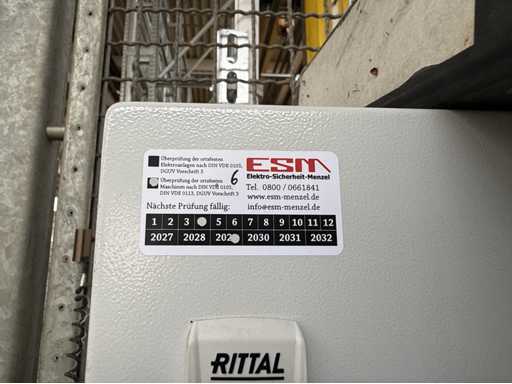 Überprüfung der ortsfesten
Elektroanlagen nach DIN VDE 0105,
DGUV Vorschrift 3
Überprüfung der ortsfesten
Maschinen nach DIN VDE 0105,
DIN VDE 0113, DGUV Vorschrift 3
6
ESM
Elektro-Sicherheit-Menzel
Tel. 0800 / 0661841
www.esm-menzel.de
info@esm-menzel.de
Nächste Prüfung fällig:
1 2 3 5 6 7 8 9 10 11 12
2027 2028 202 2030 2031 2032
RITTAL